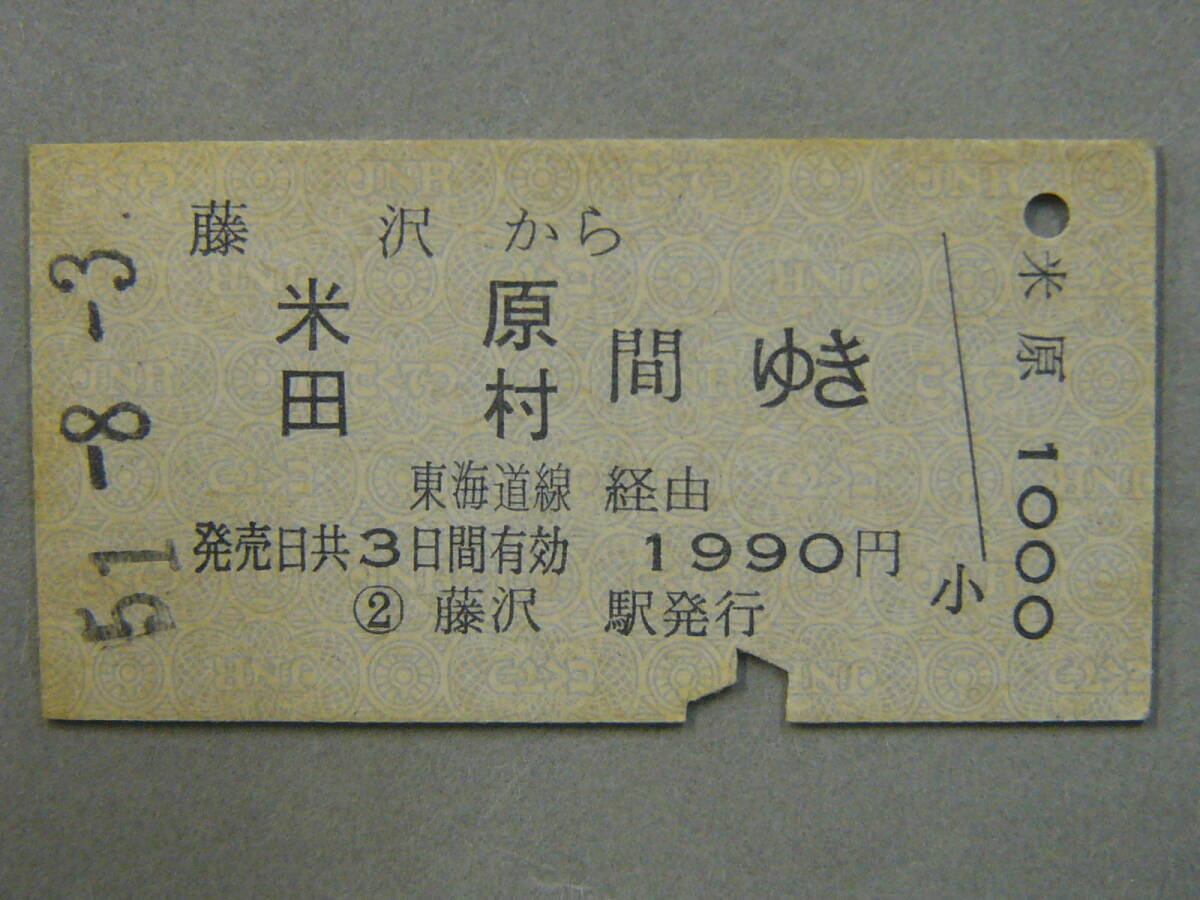 藤沢から
米原
田村
間ゆき
東海道線 経由
発売日共3日間有効 1990円
② 藤沢 駅発行
小
米原 1000
51-8-3